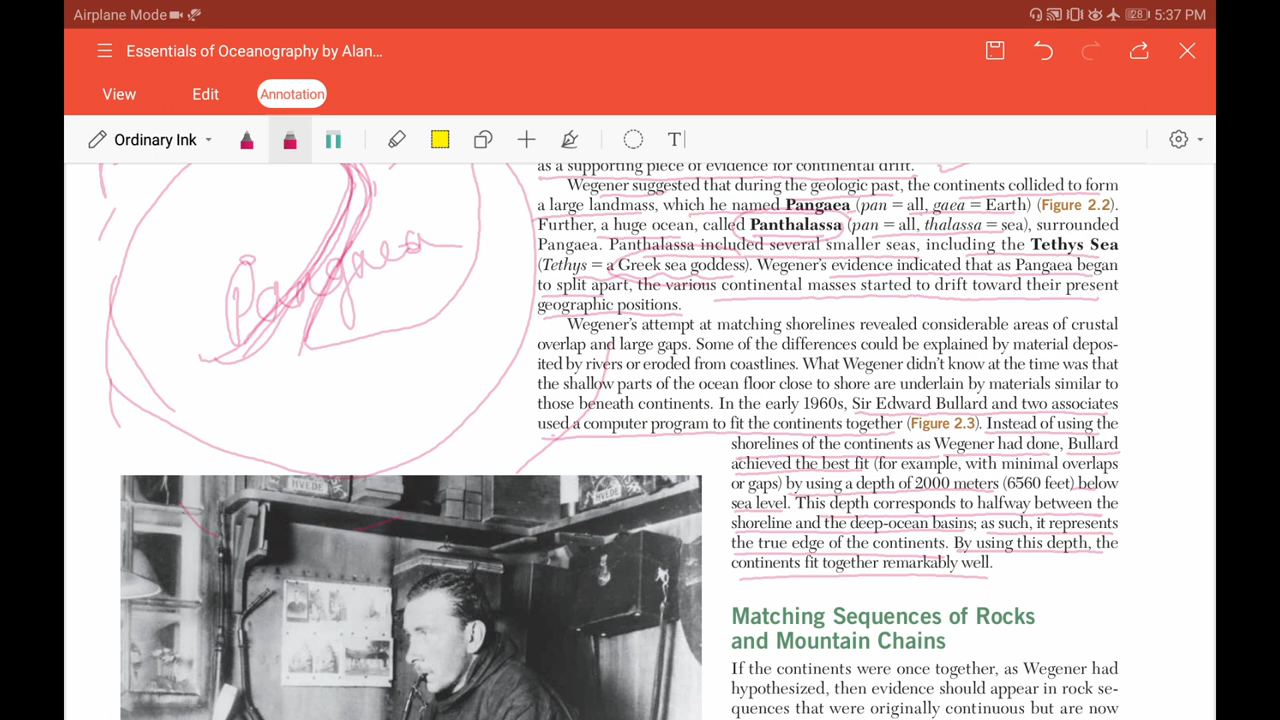 Airplane Mode
28 5:37 PM
Essentials of Oceanography by Alan...
View Edit Annotation
Ordinary Ink
T
as a supporting piece of evidence for continental drift.
Wegener suggested that during the geologic past, the continents collided to form
a large landmass, which he named Pangaea (pan = all, gaea = Earth) (Figure 2.2).
Further, a huge ocean, called Panthalassa (pan = all, thalassa = sea), surrounded
Pangaea. Panthalassa included several smaller seas, including the Tethys Sea
(Tethys = a Greek sea goddess). Wegener's evidence indicated that as Pangaea began
to split apart, the various continental masses started to drift toward their present
geographic positions.
Pangaea
Wegener's attempt at matching shorelines revealed considerable areas of crustal
overlap and large gaps. Some of the differences could be explained by material depos-
ited by rivers or eroded from coastlines. What Wegener didn't know at the time was that
the shallow parts of the ocean floor close to shore are underlain by materials similar to
those beneath continents. In the early 1960s, Sir Edward Bullard and two associates
used a computer program to fit the continents together (Figure 2.3). Instead of using the
shorelines of the continents as Wegener had done, Bullard
achieved the best fit (for example, with minimal overlaps
or gaps) by using a depth of 2000 meters (6560 feet) below
sea level. This depth corresponds to halfway between the
shoreline and the deep-ocean basins; as such, it represents
the true edge of the continents. By using this depth, the
continents fit together remarkably well.
HVEDE
HVEDE
Matching Sequences of Rocks
and Mountain Chains
If the continents were once together, as Wegener had
hypothesized, then evidence should appear in rock se-
quences that were originally continuous but are now